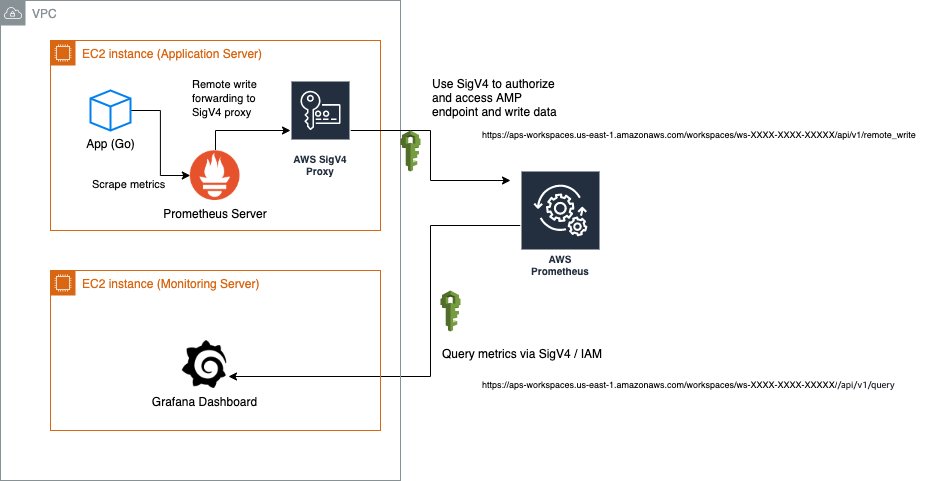 VPC
EC2 instance (Application Server)
Remote write
forwarding to
SigV4 proxy
App (Go)
Scrape metrics
Prometheus Server
AWS SigV4
Proxy
Use SigV4 to authorize
and access AMP
endpoint and write data
https://aps-workspaces.us-east-1.amazonaws.com/workspaces/ws-XXXX-XXXX-XXXXX/api/v1/remote_write
AWS
Prometheus
EC2 instance (Monitoring Server)
Grafana Dashboard
Query metrics via SigV4 / IAM
https://aps-workspaces.us-east-1.amazonaws.com/workspaces/ws-XXXX-XXXX-XXXXX//api/v1/query